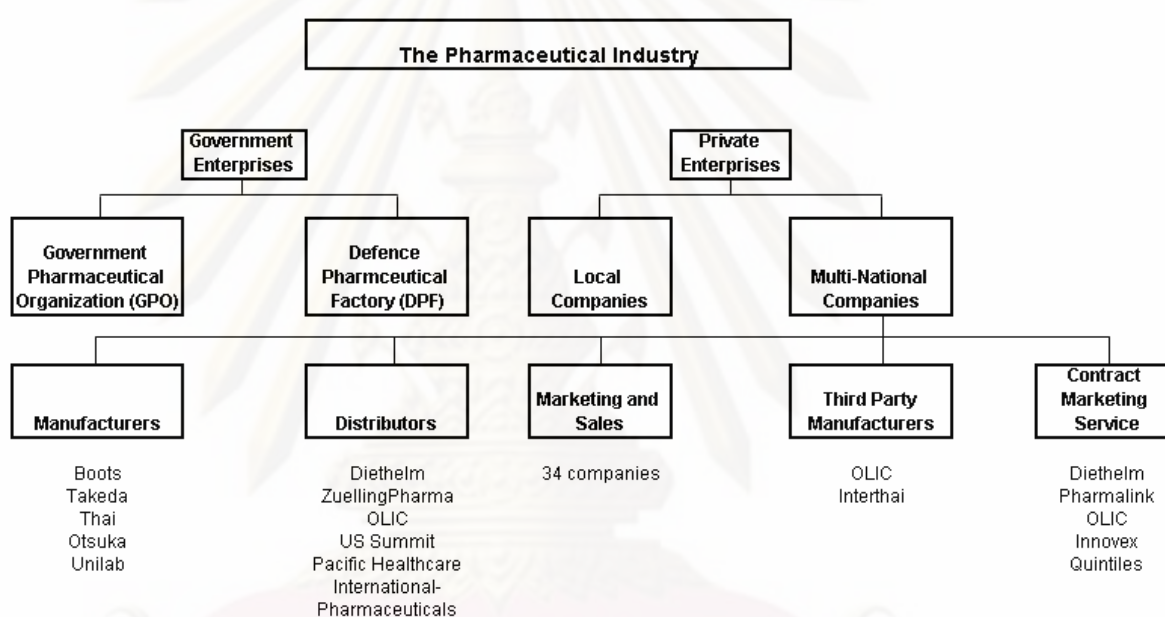 The Pharmaceutical Industry
Government
Enterprises
Private
Enterprises
Government
Pharmaceutical
Organization (GPO)
Defence
Pharmceutical
Factory (DPF)
Local
Companies
Multi-National
Companies
Manufacturers
Distributors
Marketing and
Sales
Third Party
Manufacturers
Contract
Marketing
Service
Boots
Takeda
Thai
Otsuka
Unilab
Diethelm
ZuellingPharma
OLIC
US Summit
Pacific Healthcare
International-
Pharmaceuticals
34 companies
OLIC
Interthai
Diethelm
Pharmalink
OLIC
Innovex
Quintiles